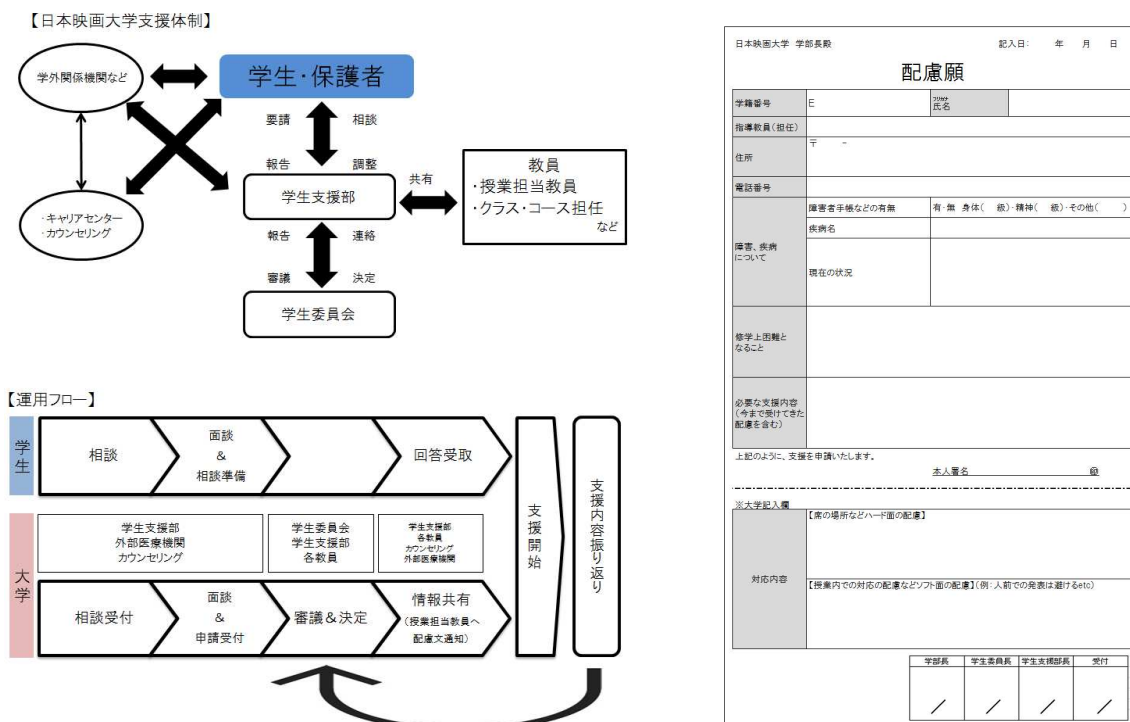 【日本映画大学支援体制】
学外関係機関など
学生・保護者
要請
相談
報告
調整
学生支援部
共有
教員
・授業担当教員
・クラス・コース担任
など
・キャリアセンター
・カウンセリング
報告
連絡
審議
決定
学生委員会
【運用フロー】
学生
相談
面談
&
相談準備
回答受取
大学
学生支援部
外部医療機関
カウンセリング
学生委員会
学生支援部
各教員
学生支援部
各教員
カウンセリング
外部医療機関
相談受付
面談
&
申請受付
審議&決定
情報共有
(授業担当教員へ
配慮文通知)
支援開始
支援内容振り返り
日本映画大学 学部長殿
記入日: 年 月 日
配慮願
学籍番号
E
フリガナ
氏名
指導教員(担任)
住所
〒 -
電話番号
障害、疾病
について
障害者手帳などの有無
有・無 身体( 級)・精神( 級)・その他( )
疾病名
現在の状況
修学上困難と
なること
必要な支援内容
(今まで受けてきた
配慮を含む)
上記のように、支援を申請いたします。
本人署名 ㊞
※大学記入欄
対応内容
【席の場所などハード面の配慮】
【授業内での対応の配慮などソフト面の配慮】(例:人前での発表は避けるetc)
学部長
学生委員長
学生支援部長
受付
/
/
/
/